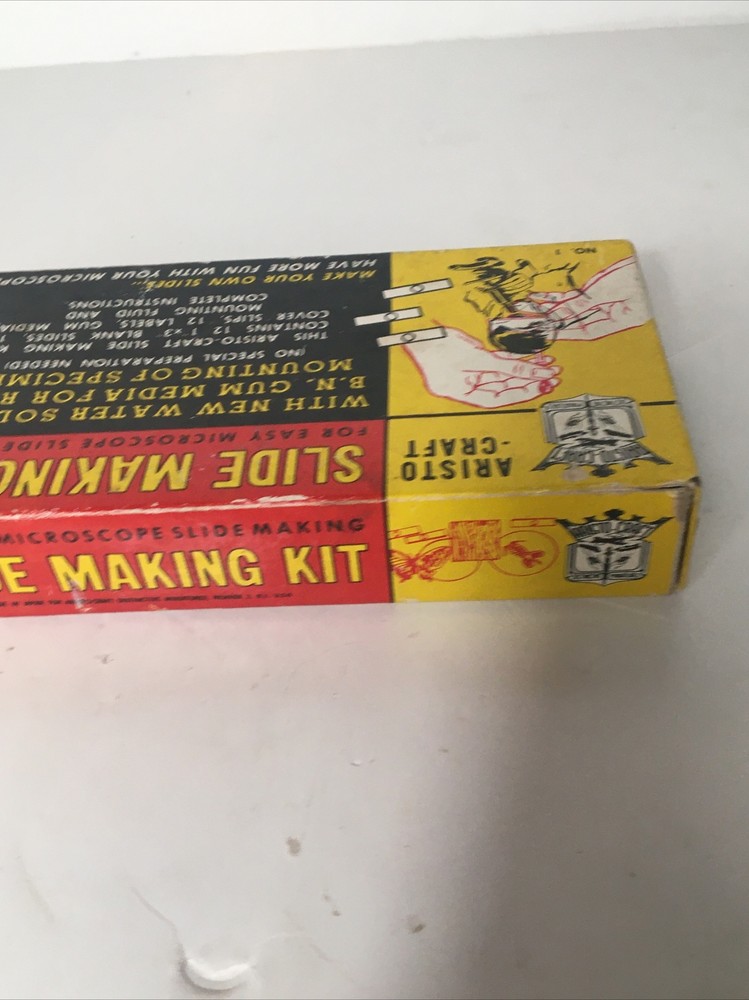 NO. 1
ARISTO
-CRAFT
SLIDE MAKING
FOR EASY MICROSCOPE SLIDE
WITH NEW WATER SOL
B.N. GUM MEDIA FOR
MOUNTING OF SPECIM
(NO SPECIAL PREPARATION NEEDED)
THIS ARISTO-CRAFT SLIDE MAKING K
CONTAINS 12 1"x3" BLANK SLIDES,
COVER SLIPS, 12 LABELS, GUM MEDIA
MOUNTING FLUID AND
COMPLETE INSTRUCTIONS.
MAKE YOUR OWN SLIDES...
HAVE MORE FUN WITH YOUR MICROSCOP
MICROSCOPE SLIDE MAKING
E MAKING KIT
ARISTO CRAFT